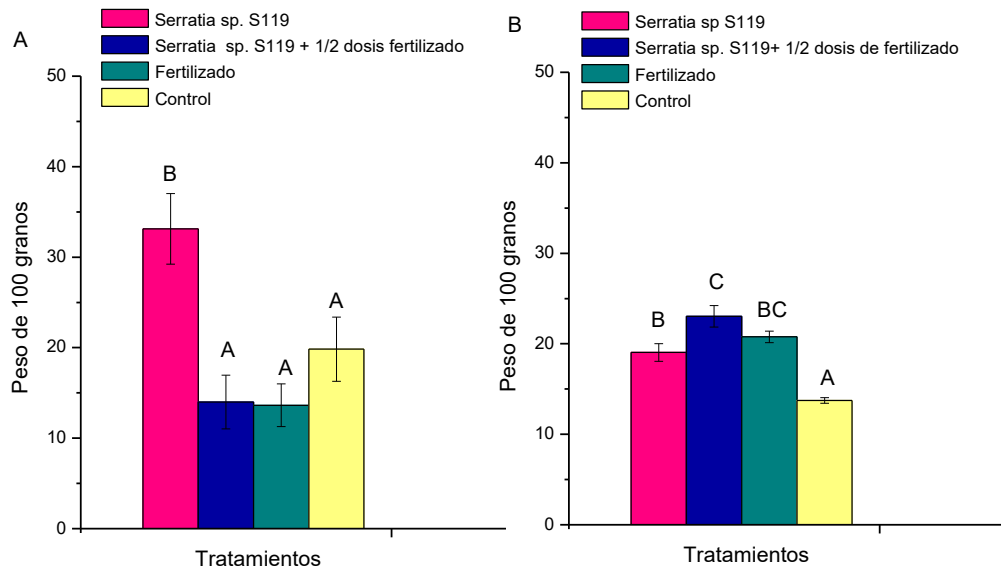 A
Serratia sp. S119
Serratia sp. S119 + 1/2 dosis fertilizado
Fertilizado
Control
50
40
30
20
10
0
Peso de 100 granos
B
A
A
A
Tratamientos
B
Serratia sp S119
Serratia sp. S119+ 1/2 dosis de fertilizado
Fertilizado
Control
50
40
30
20
10
0
Peso de 100 granos
B
C
BC
A
Tratamientos